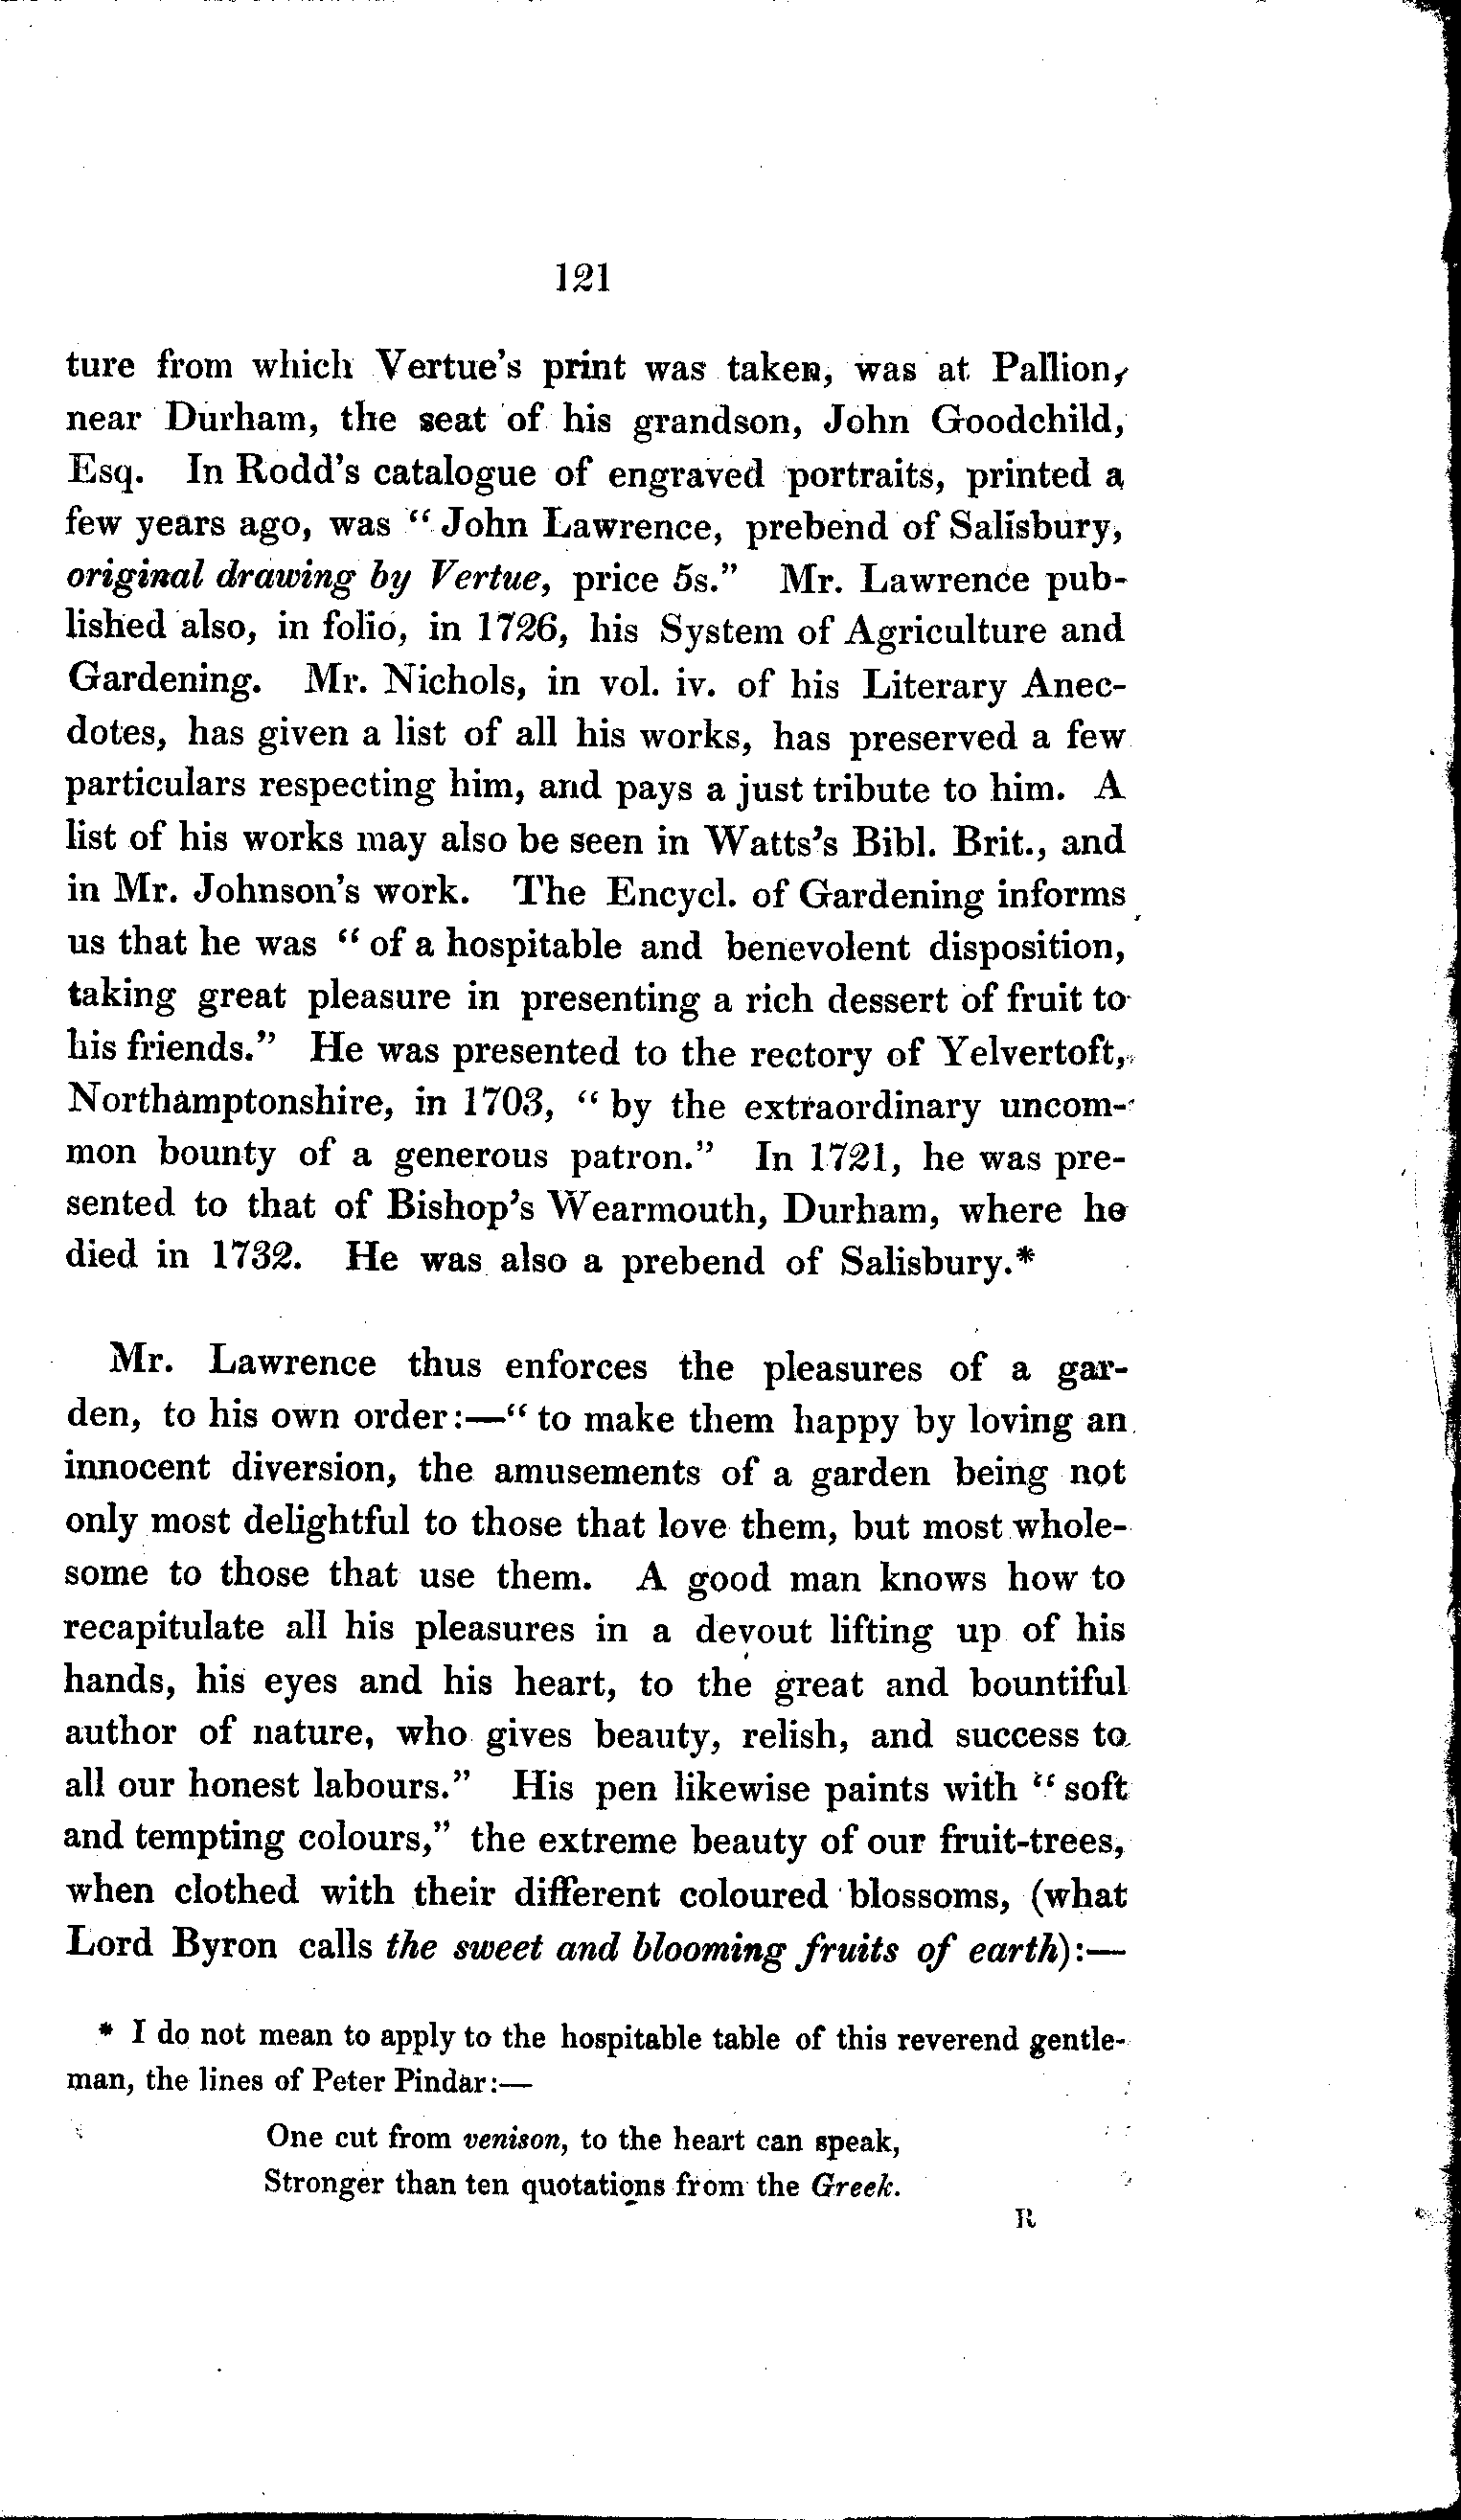 121
ture from which Vertue's print was taken, was at Pallion,
near Durham, the seat of his grandson, John Goodchild,
Esq. In Rodd's catalogue of engraved portraits, printed a
few years ago, was "John Lawrence, prebend of Salisbury,
original drawing by Vertue, price 5s." Mr. Lawrence pub-
lished also, in folio, in 1726, his System of Agriculture and
Gardening. Mr. Nichols, in vol. iv. of his Literary Anec-
dotes, has given a list of all his works, has preserved a few
particulars respecting him, and pays a just tribute to him. A
list of his works may also be seen in Watts's Bibl. Brit., and
in Mr. Johnson's work. The Encycl. of Gardening informs
us that he was "of a hospitable and benevolent disposition,
taking great pleasure in presenting a rich dessert of fruit to
his friends." He was presented to the rectory of Yelvertoft,
Northamptonshire, in 1703, "by the extraordinary uncom-
mon bounty of a generous patron." In 1721, he was pre-
sented to that of Bishop's Wearmouth, Durham, where he
died in 1732. He was also a prebend of Salisbury.*
Mr. Lawrence thus enforces the pleasures of a gar-
den, to his own order:—"to make them happy by loving an
innocent diversion, the amusements of a garden being not
only most delightful to those that love them, but most whole-
some to those that use them. A good man knows how to
recapitulate all his pleasures in a devout lifting up of his
hands, his eyes and his heart, to the great and bountiful
author of nature, who gives beauty, relish, and success to
all our honest labours." His pen likewise paints with "soft
and tempting colours," the extreme beauty of our fruit-trees,
when clothed with their different coloured blossoms, (what
Lord Byron calls the sweet and blooming fruits of earth):—
* I do not mean to apply to the hospitable table of this reverend gentle-
man, the lines of Peter Pindar:—
One cut from venison, to the heart can speak,
Stronger than ten quotations from the Greek.
R